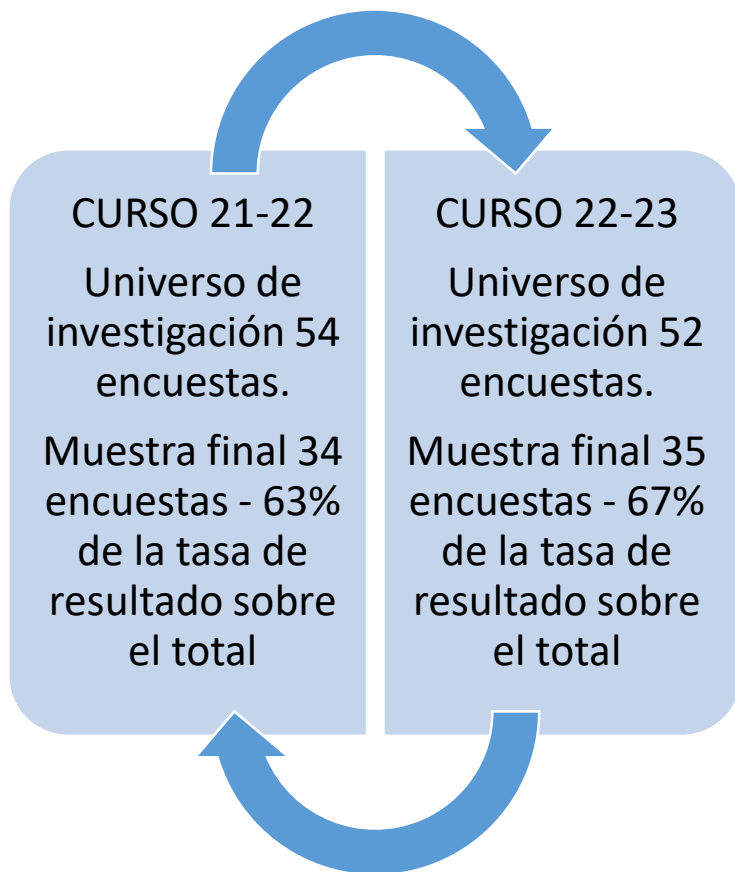 CURSO 21-22
Universo de
investigación 54
encuestas.
Muestra final 34
encuestas - 63%
de la tasa de
resultado sobre
el total
CURSO 22-23
Universo de
investigación 52
encuestas.
Muestra final 35
encuestas - 67%
de la tasa de
resultado sobre
el total